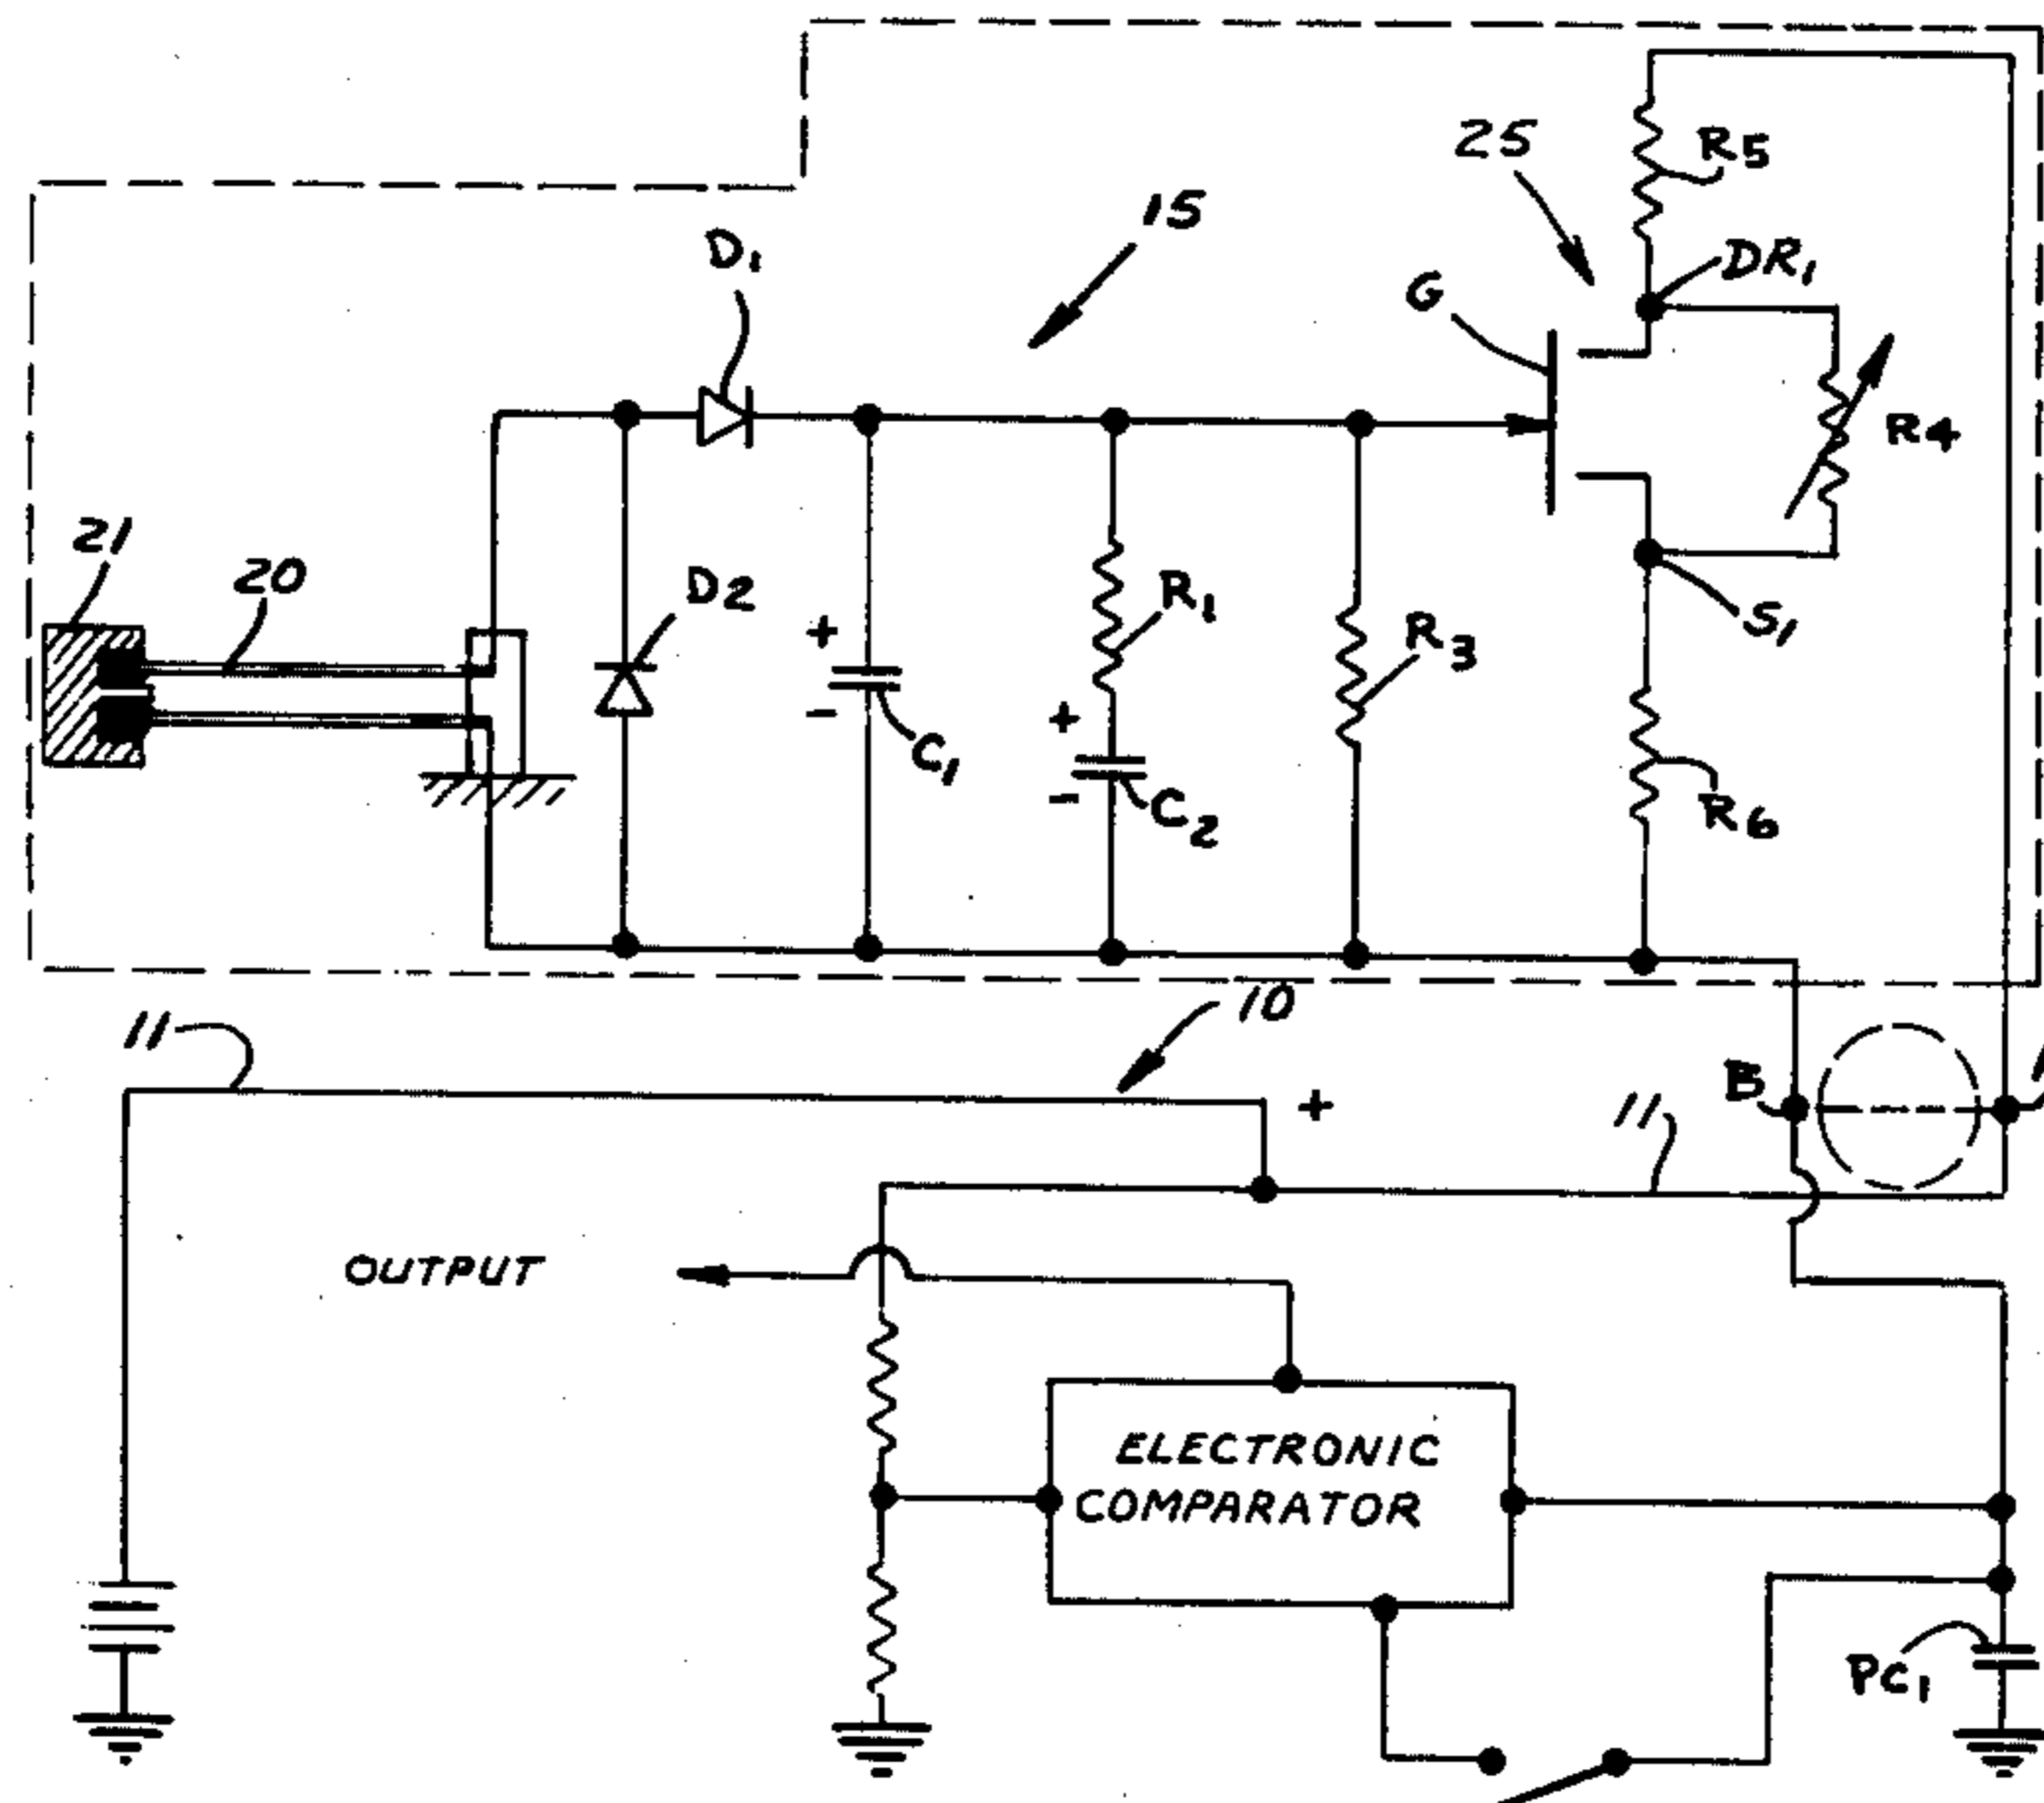 25
R5
15
D1
DR1
G
R4
21
20
D2
+
-
C1
R1
+
-
C2
R3
S1
R6
10
11
B
+
11
OUTPUT
ELECTRONIC
COMPARATOR
PC1